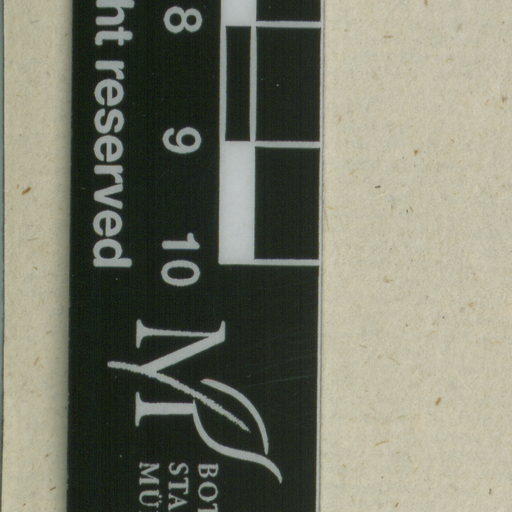 8 9 10
ht reserved
M
BOT
STA
MÜ